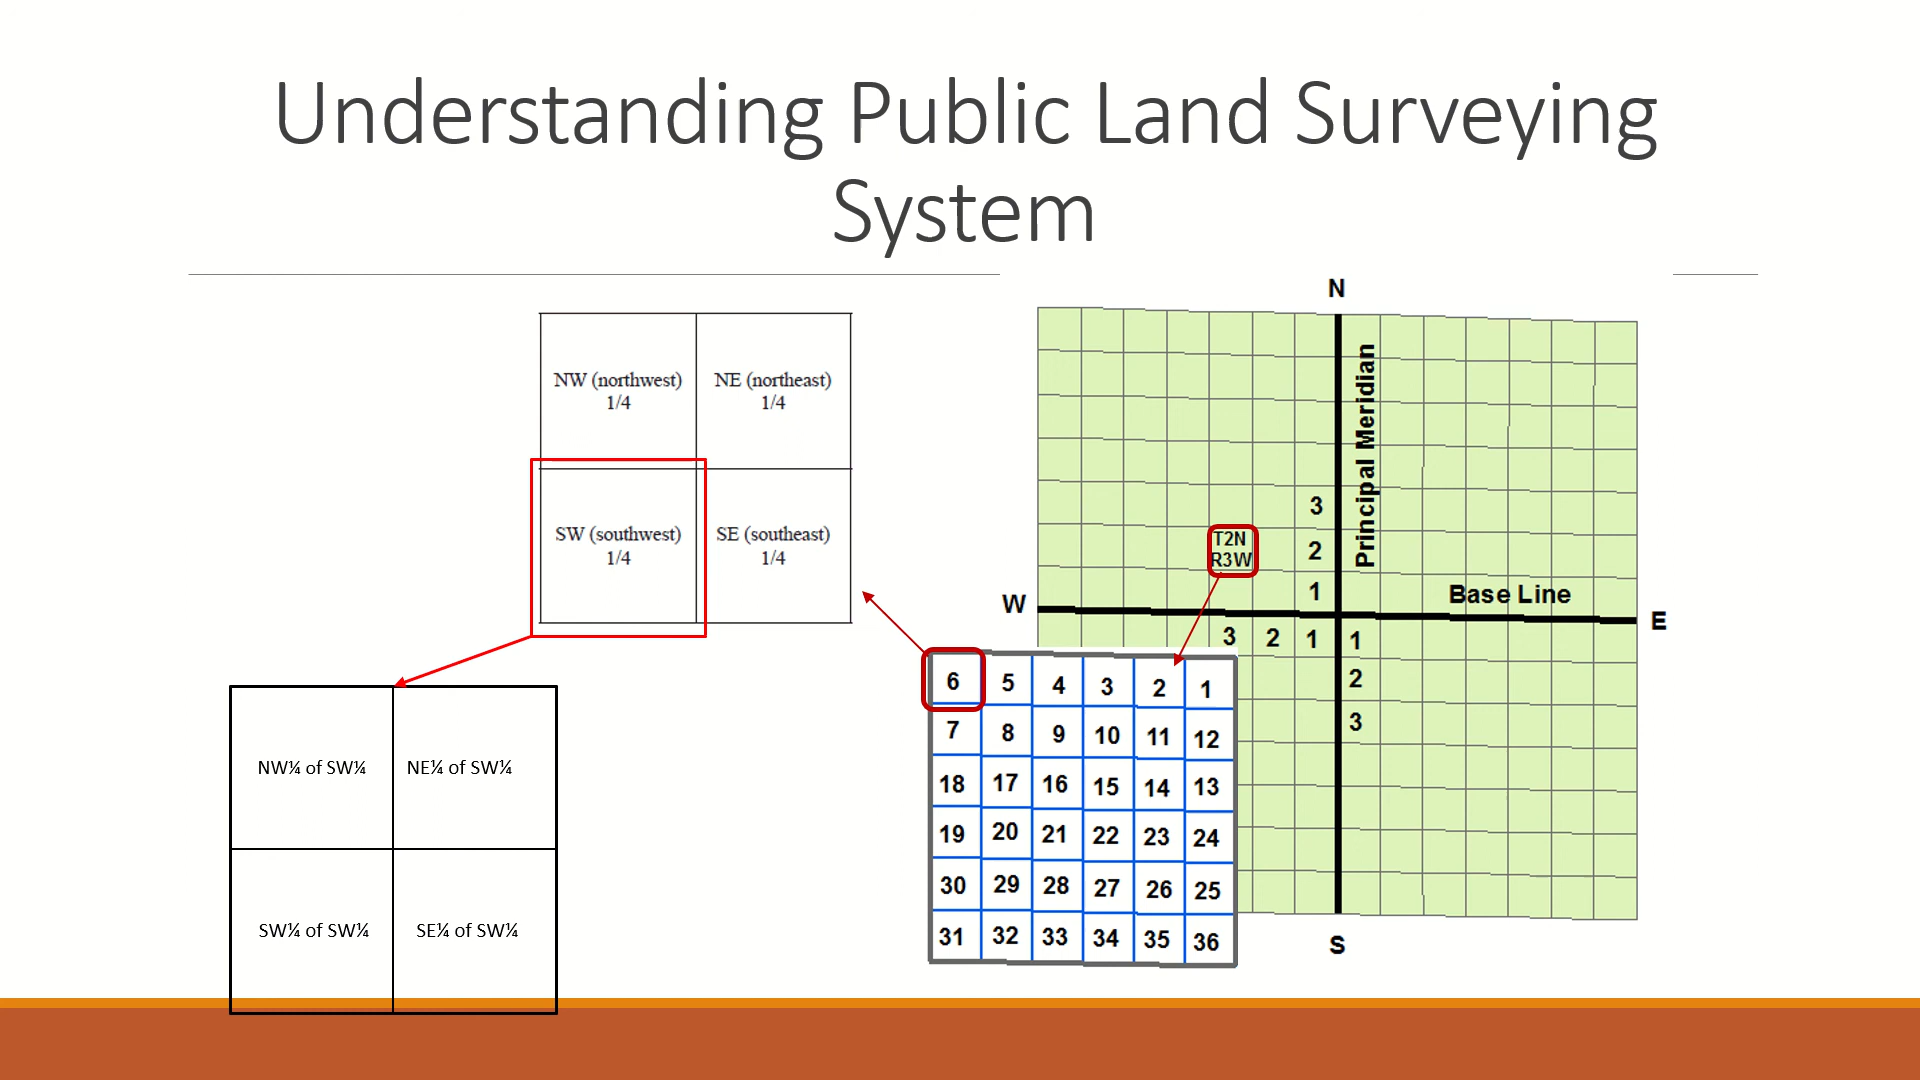 Understanding Public Land Surveying
System
NW (northwest)
1/4
NE (northeast)
1/4
SW (southwest)
1/4
SE (southeast)
1/4
NW¼ of SW¼
NE¼ of SW¼
SW¼ of SW¼
SE¼ of SW¼
N
Principal Meridian
3
2
1
T2N
R3W
W
Base Line
E
3 2 1 1
2
3
S
6 5 4 3 2 1
7 8 9 10 11 12
18 17 16 15 14 13
19 20 21 22 23 24
30 29 28 27 26 25
31 32 33 34 35 36